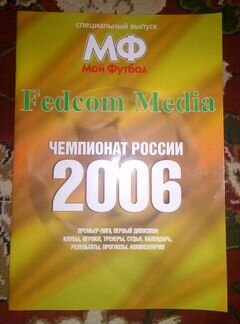 специальный выпуск
МФ
Мой Футбол
Fedcom Media
ЧЕМПИОНАТ РОССИИ
2006
ПРЕМЬЕР-ЛИГА, ПЕРВЫЙ ДИВИЗИОН
КЛУБЫ, ИГРОКИ, ТРЕНЕРЫ, СУДЬИ, КАЛЕНДАРЬ,
РЕЗУЛЬТАТЫ, ПРОГНОЗЫ, КОММЕНТАРИИ